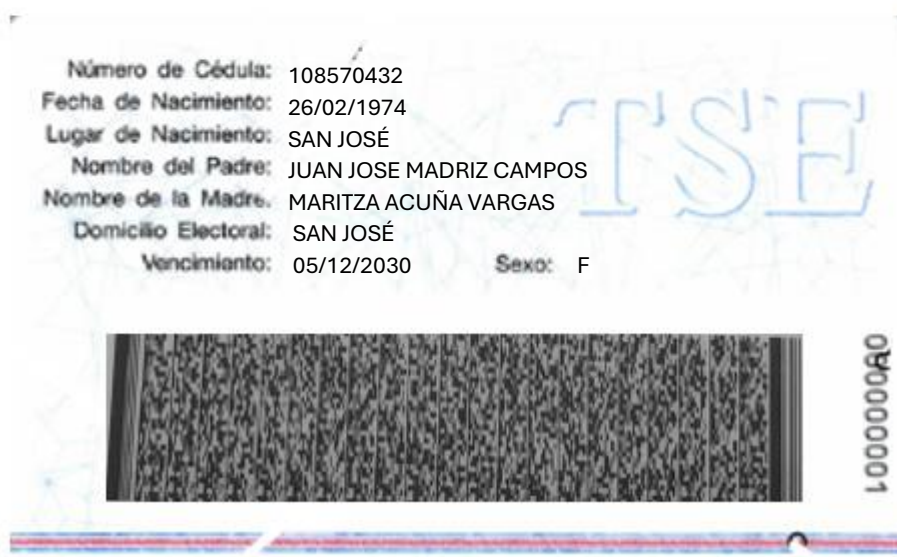 Número de Cédula: 108570432
Fecha de Nacimiento: 26/02/1974
Lugar de Nacimiento: SAN JOSÉ
Nombre del Padre: JUAN JOSE MADRIZ CAMPOS
Nombre de la Madre. MARITZA ACUÑA VARGAS
Domicilio Electoral: SAN JOSÉ
Vencimiento: 05/12/2030 Sexo: F
TSE